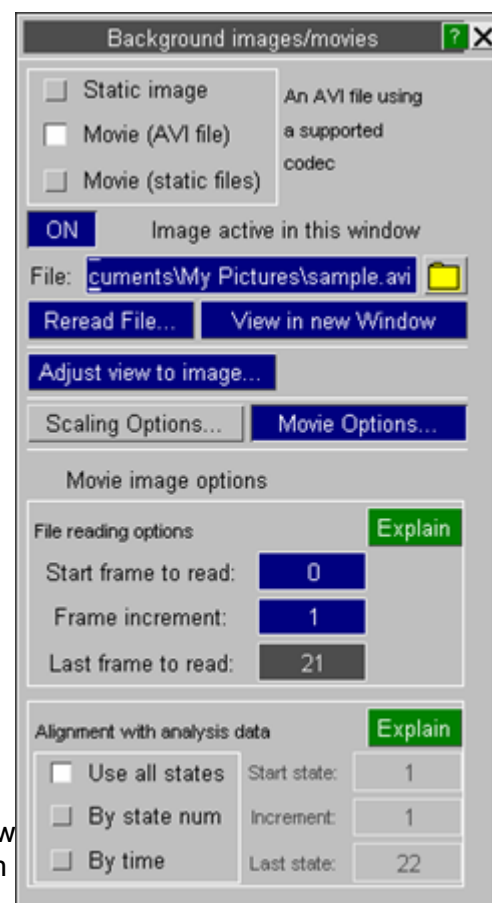 Background images/movies ? X
Static image
Movie (AVI file)
Movie (static files)
An AVI file using
a supported
codec
ON Image active in this window
File: cuments\My Pictures\sample.avi
Reread File... View in new Window
Adjust view to image...
Scaling Options... Movie Options...
Movie image options
File reading options Explain
Start frame to read: 0
Frame increment: 1
Last frame to read: 21
Alignment with analysis data Explain
Use all states Start state: 1
By state num Increment: 1
By time Last state: 22